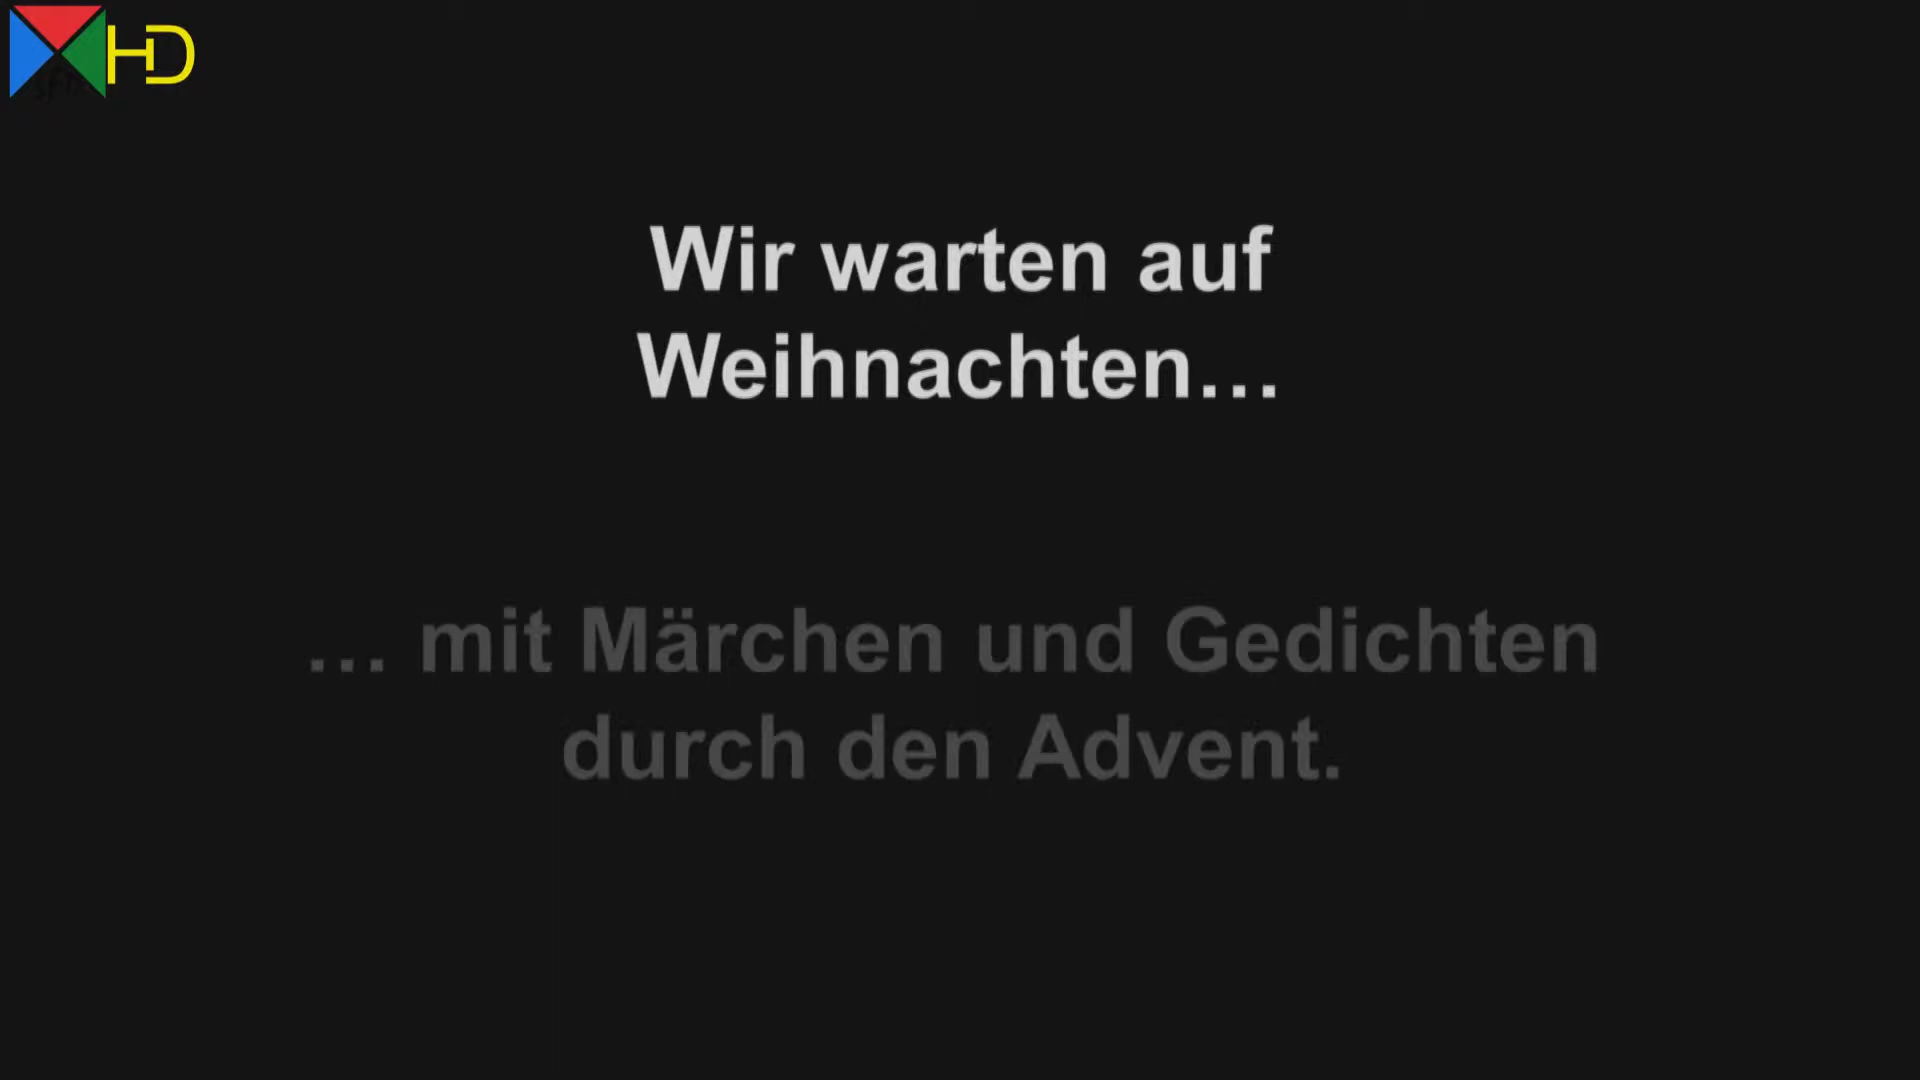 HD
Wir warten auf
Weihnachten…
… mit Märchen und Gedichten
durch den Advent.